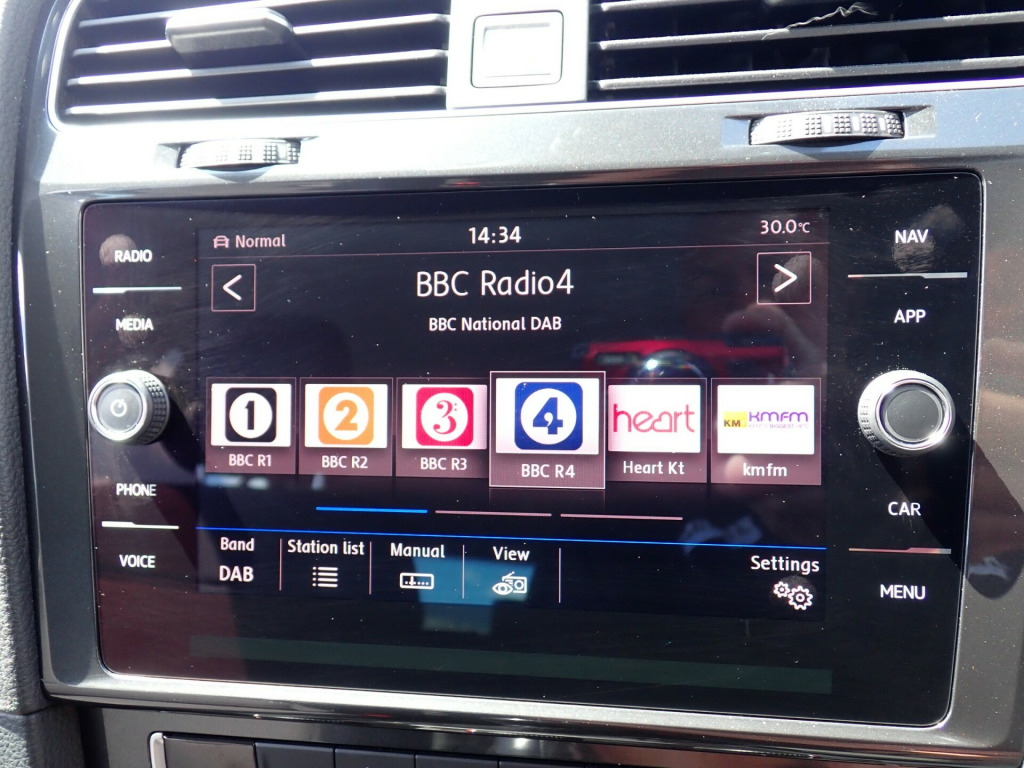 Normal 14:34 30.0°C
BBC Radio4
BBC National DAB
RADIO
MEDIA
PHONE
VOICE
1 2 3 4 heart KM KMFM
BBC R1 BBC R2 BBC R3 BBC R4 Heart Kt kmfm
Band Station list Manual View Settings
DAB
NAV
APP
CAR
MENU